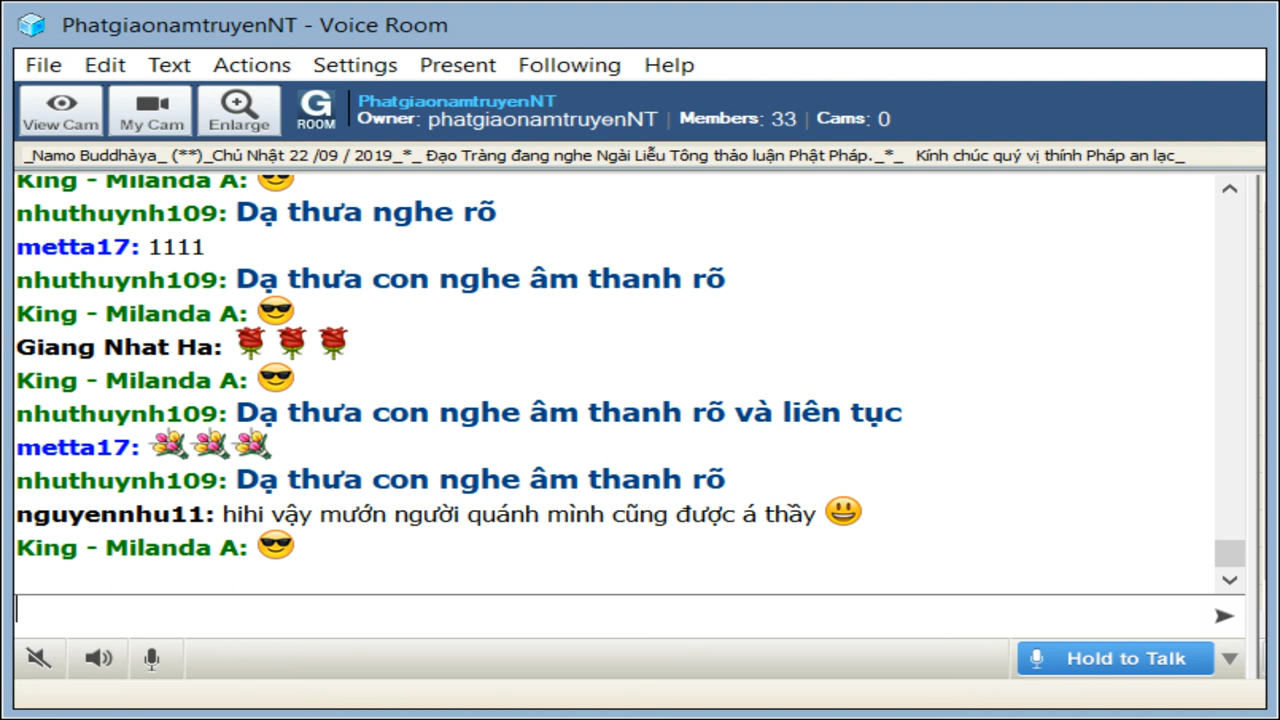 PhatgiaonamtruyenNT - Voice Room
File Edit Text Actions Settings Present Following Help
View Cam My Cam Enlarge G ROOM
PhatgiaonamtruyenNT
Owner: phatgiaonamtruyenNT | Members: 33 | Cams: 0
_Namo Buddhàya_ (**)_Chủ Nhật 22 /09 / 2019_*_ Đạo Tràng đang nghe Ngài Liễu Tông thảo luận Phật Pháp._*_ Kính chúc quý vị thính Pháp an lạc_
King - Milanda A:
nhuthuynh109: Dạ thưa nghe rõ
metta17: 1111
nhuthuynh109: Dạ thưa con nghe âm thanh rõ
King - Milanda A:
Giang Nhat Ha:
King - Milanda A:
nhuthuynh109: Dạ thưa con nghe âm thanh rõ và liên tục
metta17:
nhuthuynh109: Dạ thưa con nghe âm thanh rõ
nguyennhu11: hihi vậy mướn người quánh mình cũng được á thầy
King - Milanda A:
Hold to Talk